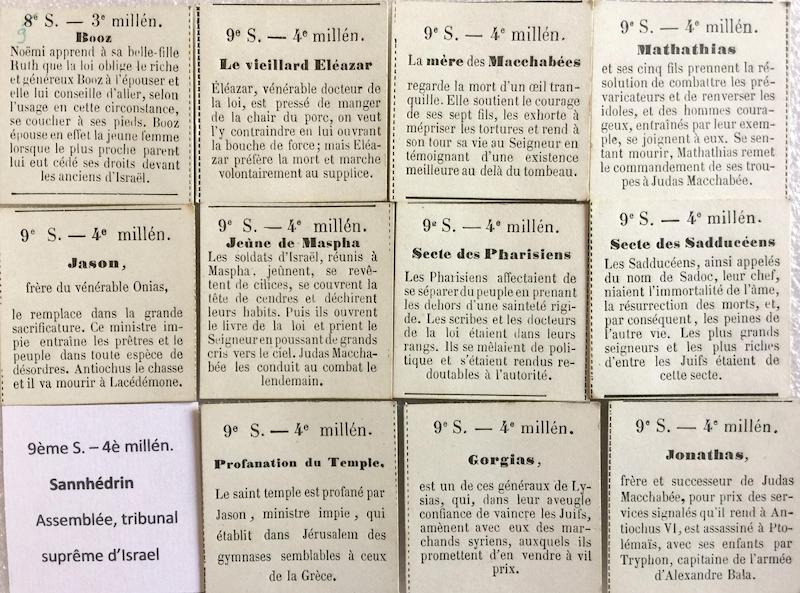 8e S. — 3e millén.
9
Booz
Noëmi apprend à sa belle-fille
Ruth que la loi oblige le riche
et généreux Booz à l'épouser et
elle lui conseille d'aller, selon
l'usage en cette circonstance,
se coucher à ses pieds. Booz
épouse en effet la jeune femme
lorsque le plus proche parent
lui eut cédé ses droits devant
les anciens d'Israël.
9e S. — 4e millén.
Le vieillard Eléazar
Éléazar, vénérable docteur de
la loi, est pressé de manger
de la chair du porc, on veut
l'y contraindre en lui ouvrant
la bouche de force; mais Eléa-
zar préfère la mort et marche
volontairement au supplice.
9e S. — 4e millén.
La mère des Macchabées
regarde la mort d'un œil tran-
quille. Elle soutient le courage
de ses sept fils, les exhorte à
mépriser les tortures et rend à
son tour sa vie au Seigneur en
témoignant d'une existence
meilleure au delà du tombeau.
9e S. — 4e millén.
Mathathias
et ses cinq fils prennent la ré-
solution de combattre les pré-
varicateurs et de renverser les
idoles, et des hommes coura-
geux, entraînés par leur exem-
ple, se joignent à eux. Se sen-
tant mourir, Mathathias remet
le commandement de ses trou-
pes à Judas Macchabée.
9e S. — 4e millén.
Jason,
frère du vénérable Onias,
le remplace dans la grande
sacrificature. Ce ministre im-
pie entraîne les prêtres et le
peuple dans toute espèce de
désordres. Antiochus le chasse
et il va mourir à Lacédémone.
9e S. — 4e millén.
Jeûne de Maspha
Les soldats d'Israël, réunis à
Maspha, jeûnent, se revê-
tent de cilices, se couvrent la
tête de cendres et déchirent
leurs habits. Puis ils ouvrent
le livre de la loi et prient le
Seigneur en poussant de grands
cris vers le ciel. Judas Maccha-
bée les conduit au combat le
lendemain.
9e S. — 4e millén.
Secte des Pharisiens
Les Pharisiens affectaient de
se séparer du peuple en prenant
les dehors d'une sainteté rigi-
de. Les scribes et les docteurs
de la loi étaient dans leurs
rangs. Ils se mêlaient de poli-
tique et s'étaient rendus re-
doutables à l'autorité.
9e S. — 4e millén.
Secte des Sadducéens
Les Sadducéens, ainsi appelés
du nom de Sadoc, leur chef,
niaient l'immortalité de l'âme,
la résurrection des morts, et,
par conséquent, les peines de
l'autre vie. Les plus grands
seigneurs et les plus riches
d'entre les Juifs étaient de
cette secte.
9ème S. – 4è millén.
Sannhédrin
Assemblée, tribunal
suprême d'Israel
9e S. — 4e millén.
Profanation du Temple.
Le saint temple est profané par
Jason, ministre impie, qui
établit dans Jérusalem des
gymnases semblables à ceux
de la Grèce.
9e S. — 4e millén.
Gorgias,
est un de ces généraux de Ly-
sias, qui, dans leur aveugle
confiance de vaincre les Juifs,
amènent avec eux des mar-
chands syriens, auxquels ils
promettent d'en vendre à vil
prix.
9e S. — 4e millén.
Jonathas,
frère et successeur de Judas
Macchabée, pour prix des ser-
vices signalés qu'il rend à An-
tiochus VI, est assassiné à Pto-
lémaïs, avec ses enfants par
Tryphon, capitaine de l'armée
d'Alexandre Bala.